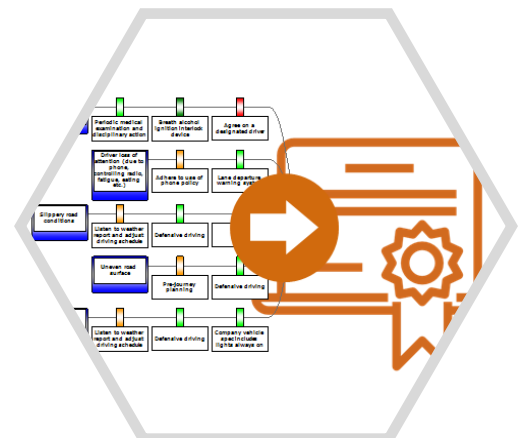 Periodic medical
examination and
disciplinary action
Breath alcohol
ignition interlock
device
Agree on a
designated driver
Driver loss of
attention (due to
phone,
controlling radio,
fatigue, eating
etc.)
Adhere to use of
phone policy
Lane departure
warning
Slippery road
conditions
Listen to weather
report and adjust
driving schedule
Defensive driving
Uneven road
surface
Pre-journey
planning
Defensive driving
Listen to weather
report and adjust
driving schedule
Defensive driving
Company vehicle
spec includes
lights always on